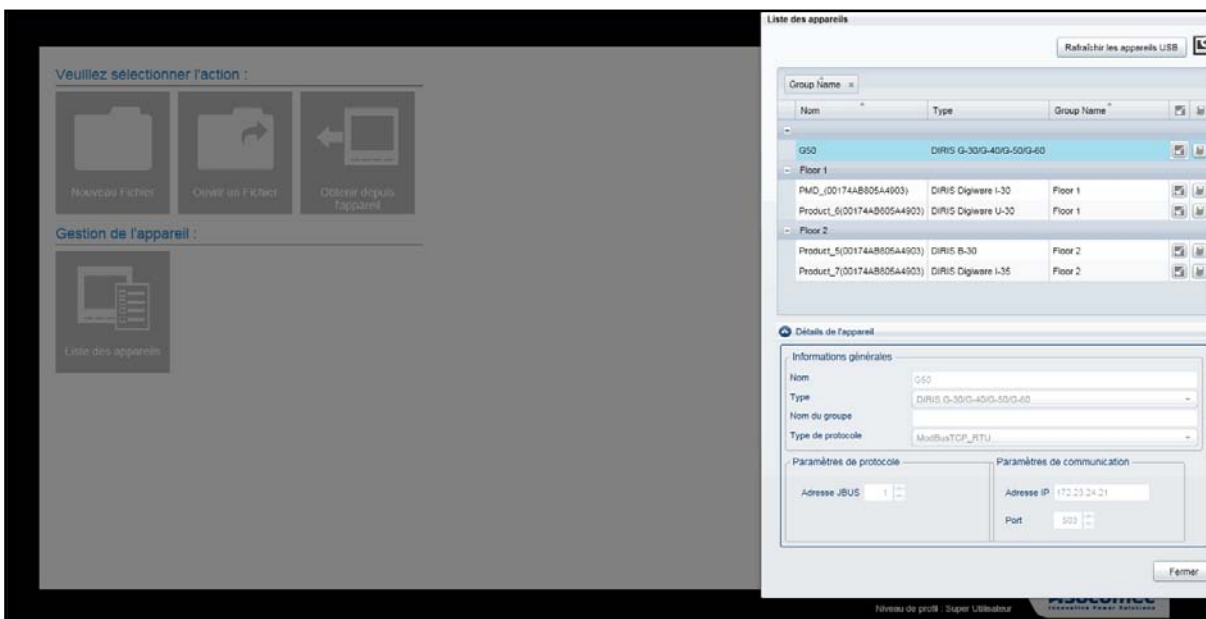 Veuillez sélectionner l'action :
Nouveau Fichier
Ouvrir un Fichier
Obtenir depuis
l'appareil
Gestion de l'appareil :
Liste des appareils
Liste des appareils
Rafraîchir les appareils USB
Group Name ×
Nom Type Group Name
G50 DIRIS G-30/G-40/G-50/G-60
Floor 1
PMD_(00174AB805A4903) DIRIS Digiware I-30 Floor 1
Product_6(00174AB805A4903) DIRIS Digiware U-30 Floor 1
Floor 2
Product_5(00174AB805A4903) DIRIS B-30 Floor 2
Product_7(00174AB805A4903) DIRIS Digiware I-35 Floor 2
Détails de l'appareil
Informations générales
Nom G50
Type DIRIS G-30/G-40/G-50/G-60
Nom du groupe
Type de protocole ModBusTCP_RTU
Paramètres de protocole
Adresse JBUS 1
Paramètres de communication
Adresse IP 172.23.24.21
Port 503
Fermer
Niveau de profil : Super Utilisateur
Innovative Power Solutions